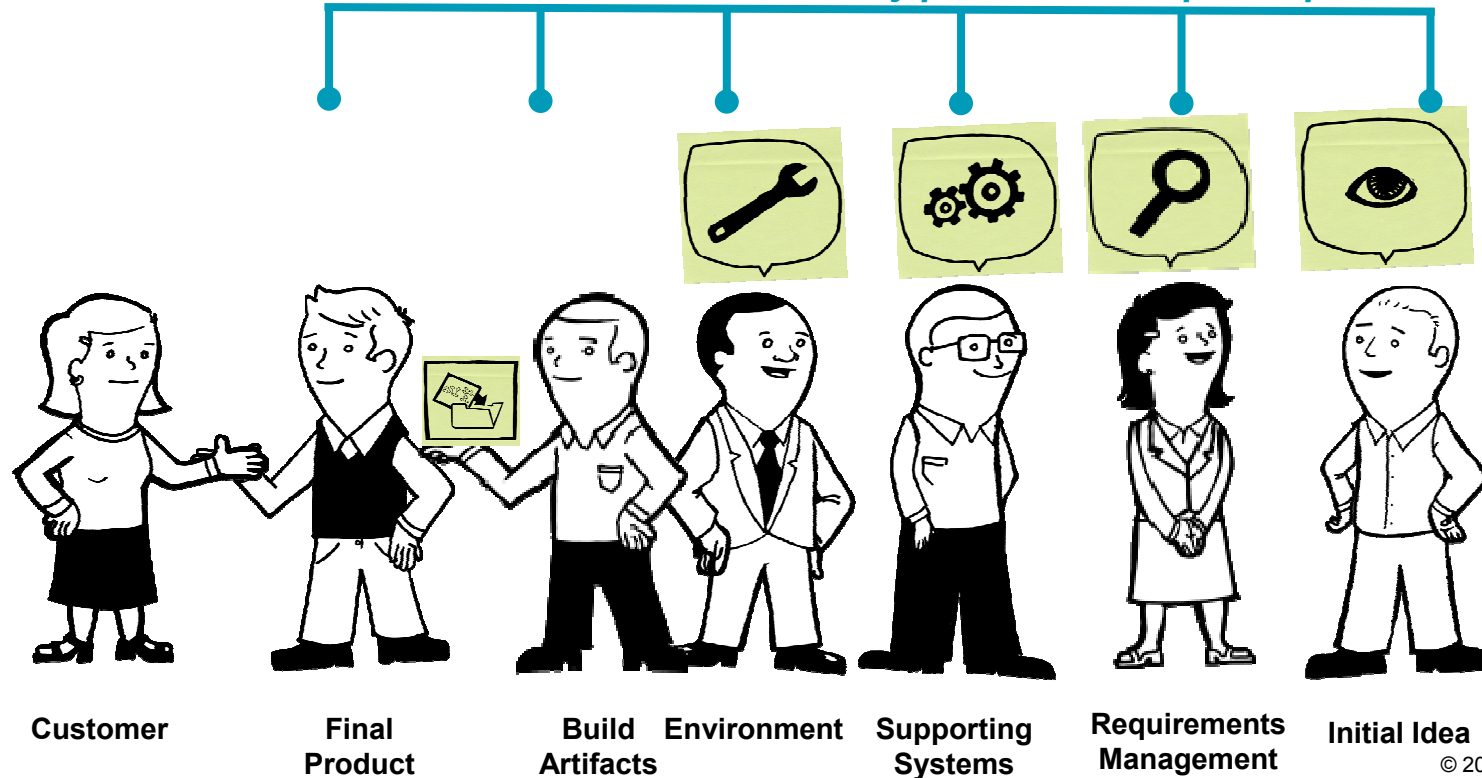 Customer
Final
Product
Build
Artifacts
Environment
Supporting
Systems
Requirements
Management
Initial Idea